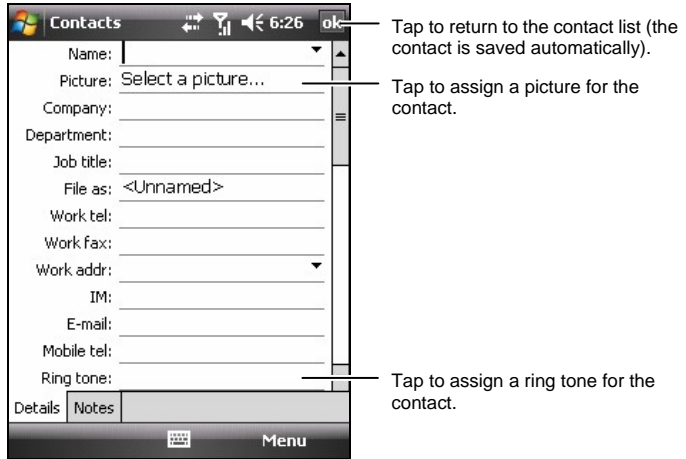 Contacts 6:26 ok
Name:
Picture: Select a picture...
Company:
Department:
Job title:
File as: <Unnamed>
Work tel:
Work fax:
Work addr:
IM:
E-mail:
Mobile tel:
Ring tone:
Details Notes
Menu
Tap to return to the contact list (the
contact is saved automatically).
Tap to assign a picture for the
contact.
Tap to assign a ring tone for the
contact.